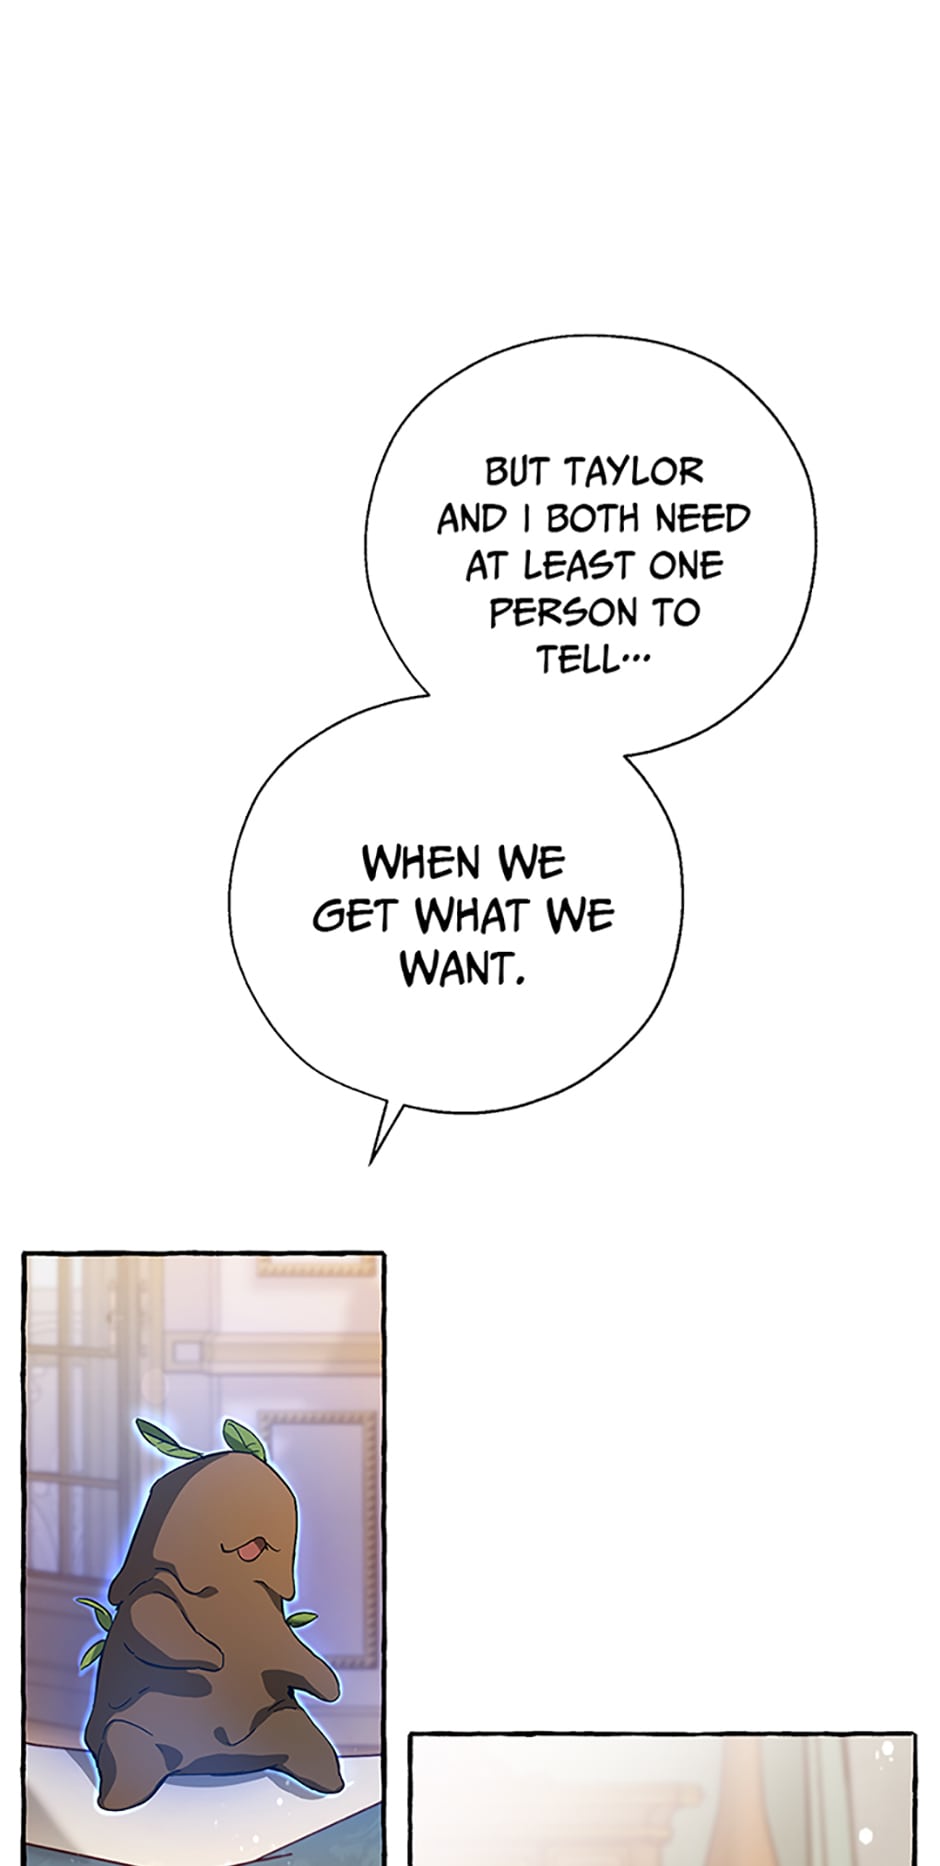 BUT TAYLOR
AND I BOTH NEED
AT LEAST ONE
PERSON TO
TELL...
WHEN WE
GET WHAT WE
WANT.